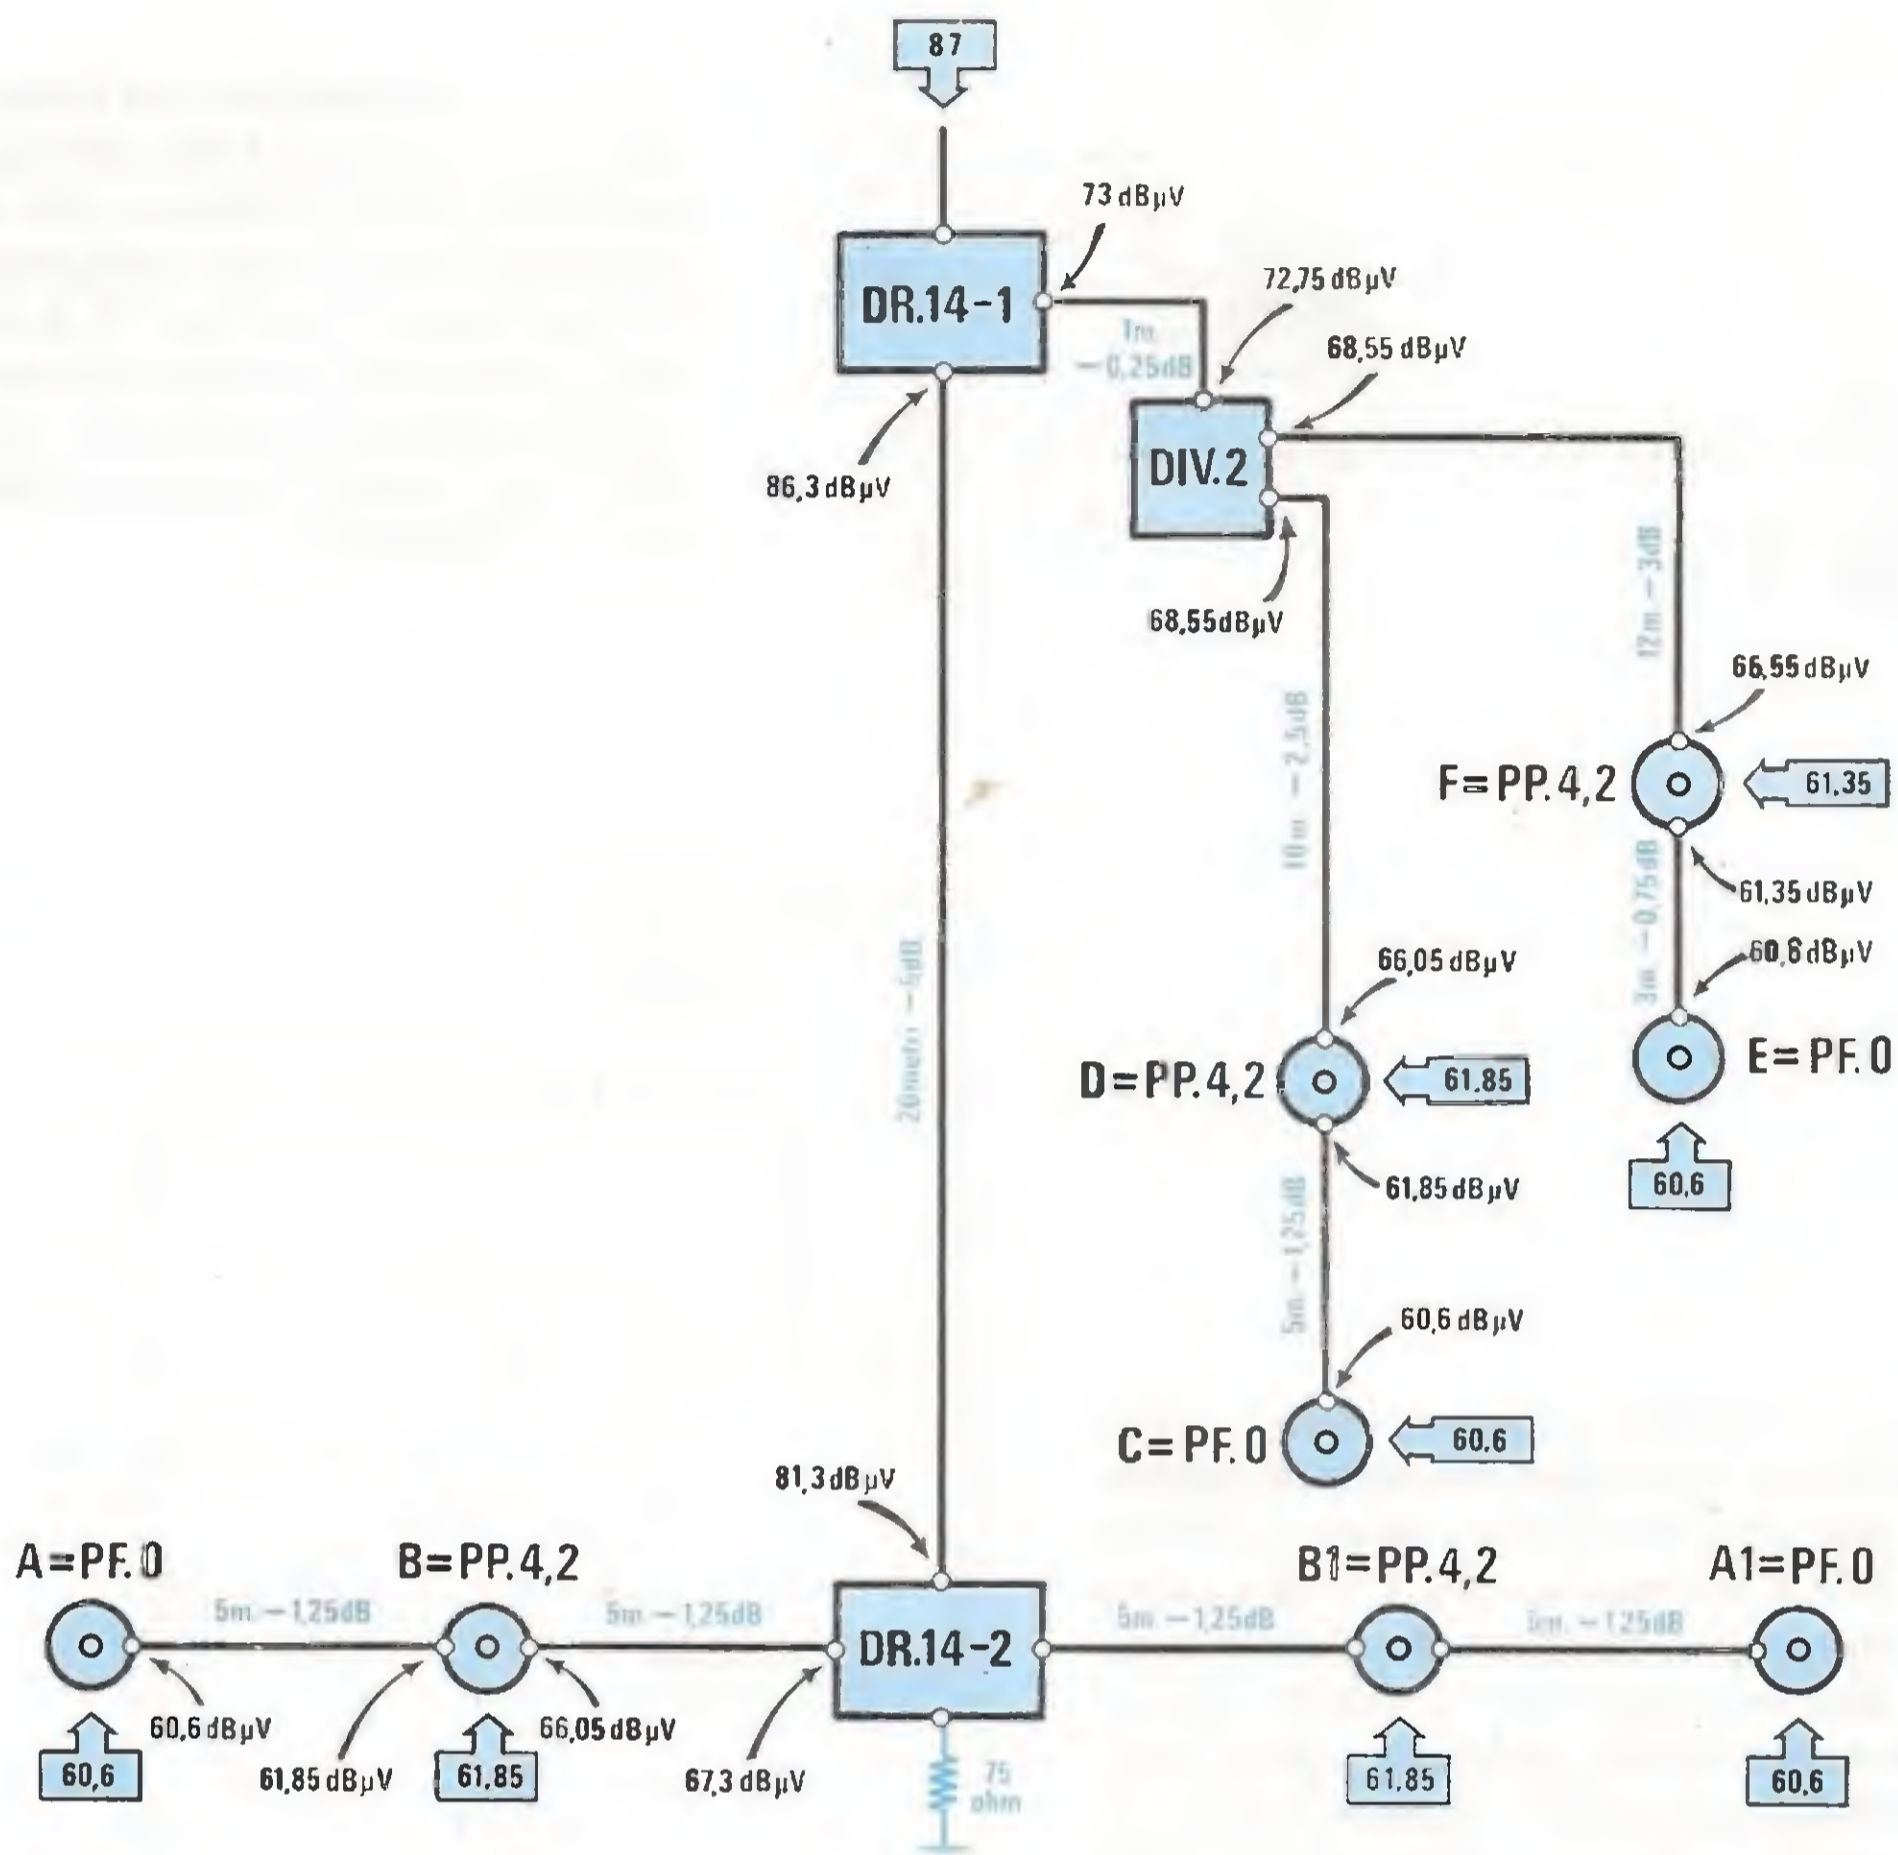 87
73 dBµV
DR.14-1
72,75 dBµV
1m.
−0,25dB
68,55 dBµV
86,3 dBµV
DIV.2
68,55dBµV
12m.−3dB
66,55 dBµV
10m −2,5dB
F=PP.4,2
61,35
61,35 dBµV
3m. −0,75dB
20metri −5dB
66,05 dBµV
D=PP.4,2
61.85
E=PF.0
60,6
61,85 dBµV
5m.−1,25dB
60,6 dBµV
C=PF.0
60.6
81,3 dBµV
A=PF.0
B=PP.4,2
B1=PP.4,2
A1=PF.0
5m −1,25dB
5m.−1,25dB
DR.14-2
5m −1,25dB
5m. −1,25dB
60,6 dBµV
66,05 dBµV
60,6
61,85 dBµV
61,85
67,3 dBµV
75
ohm
61,85
60,6